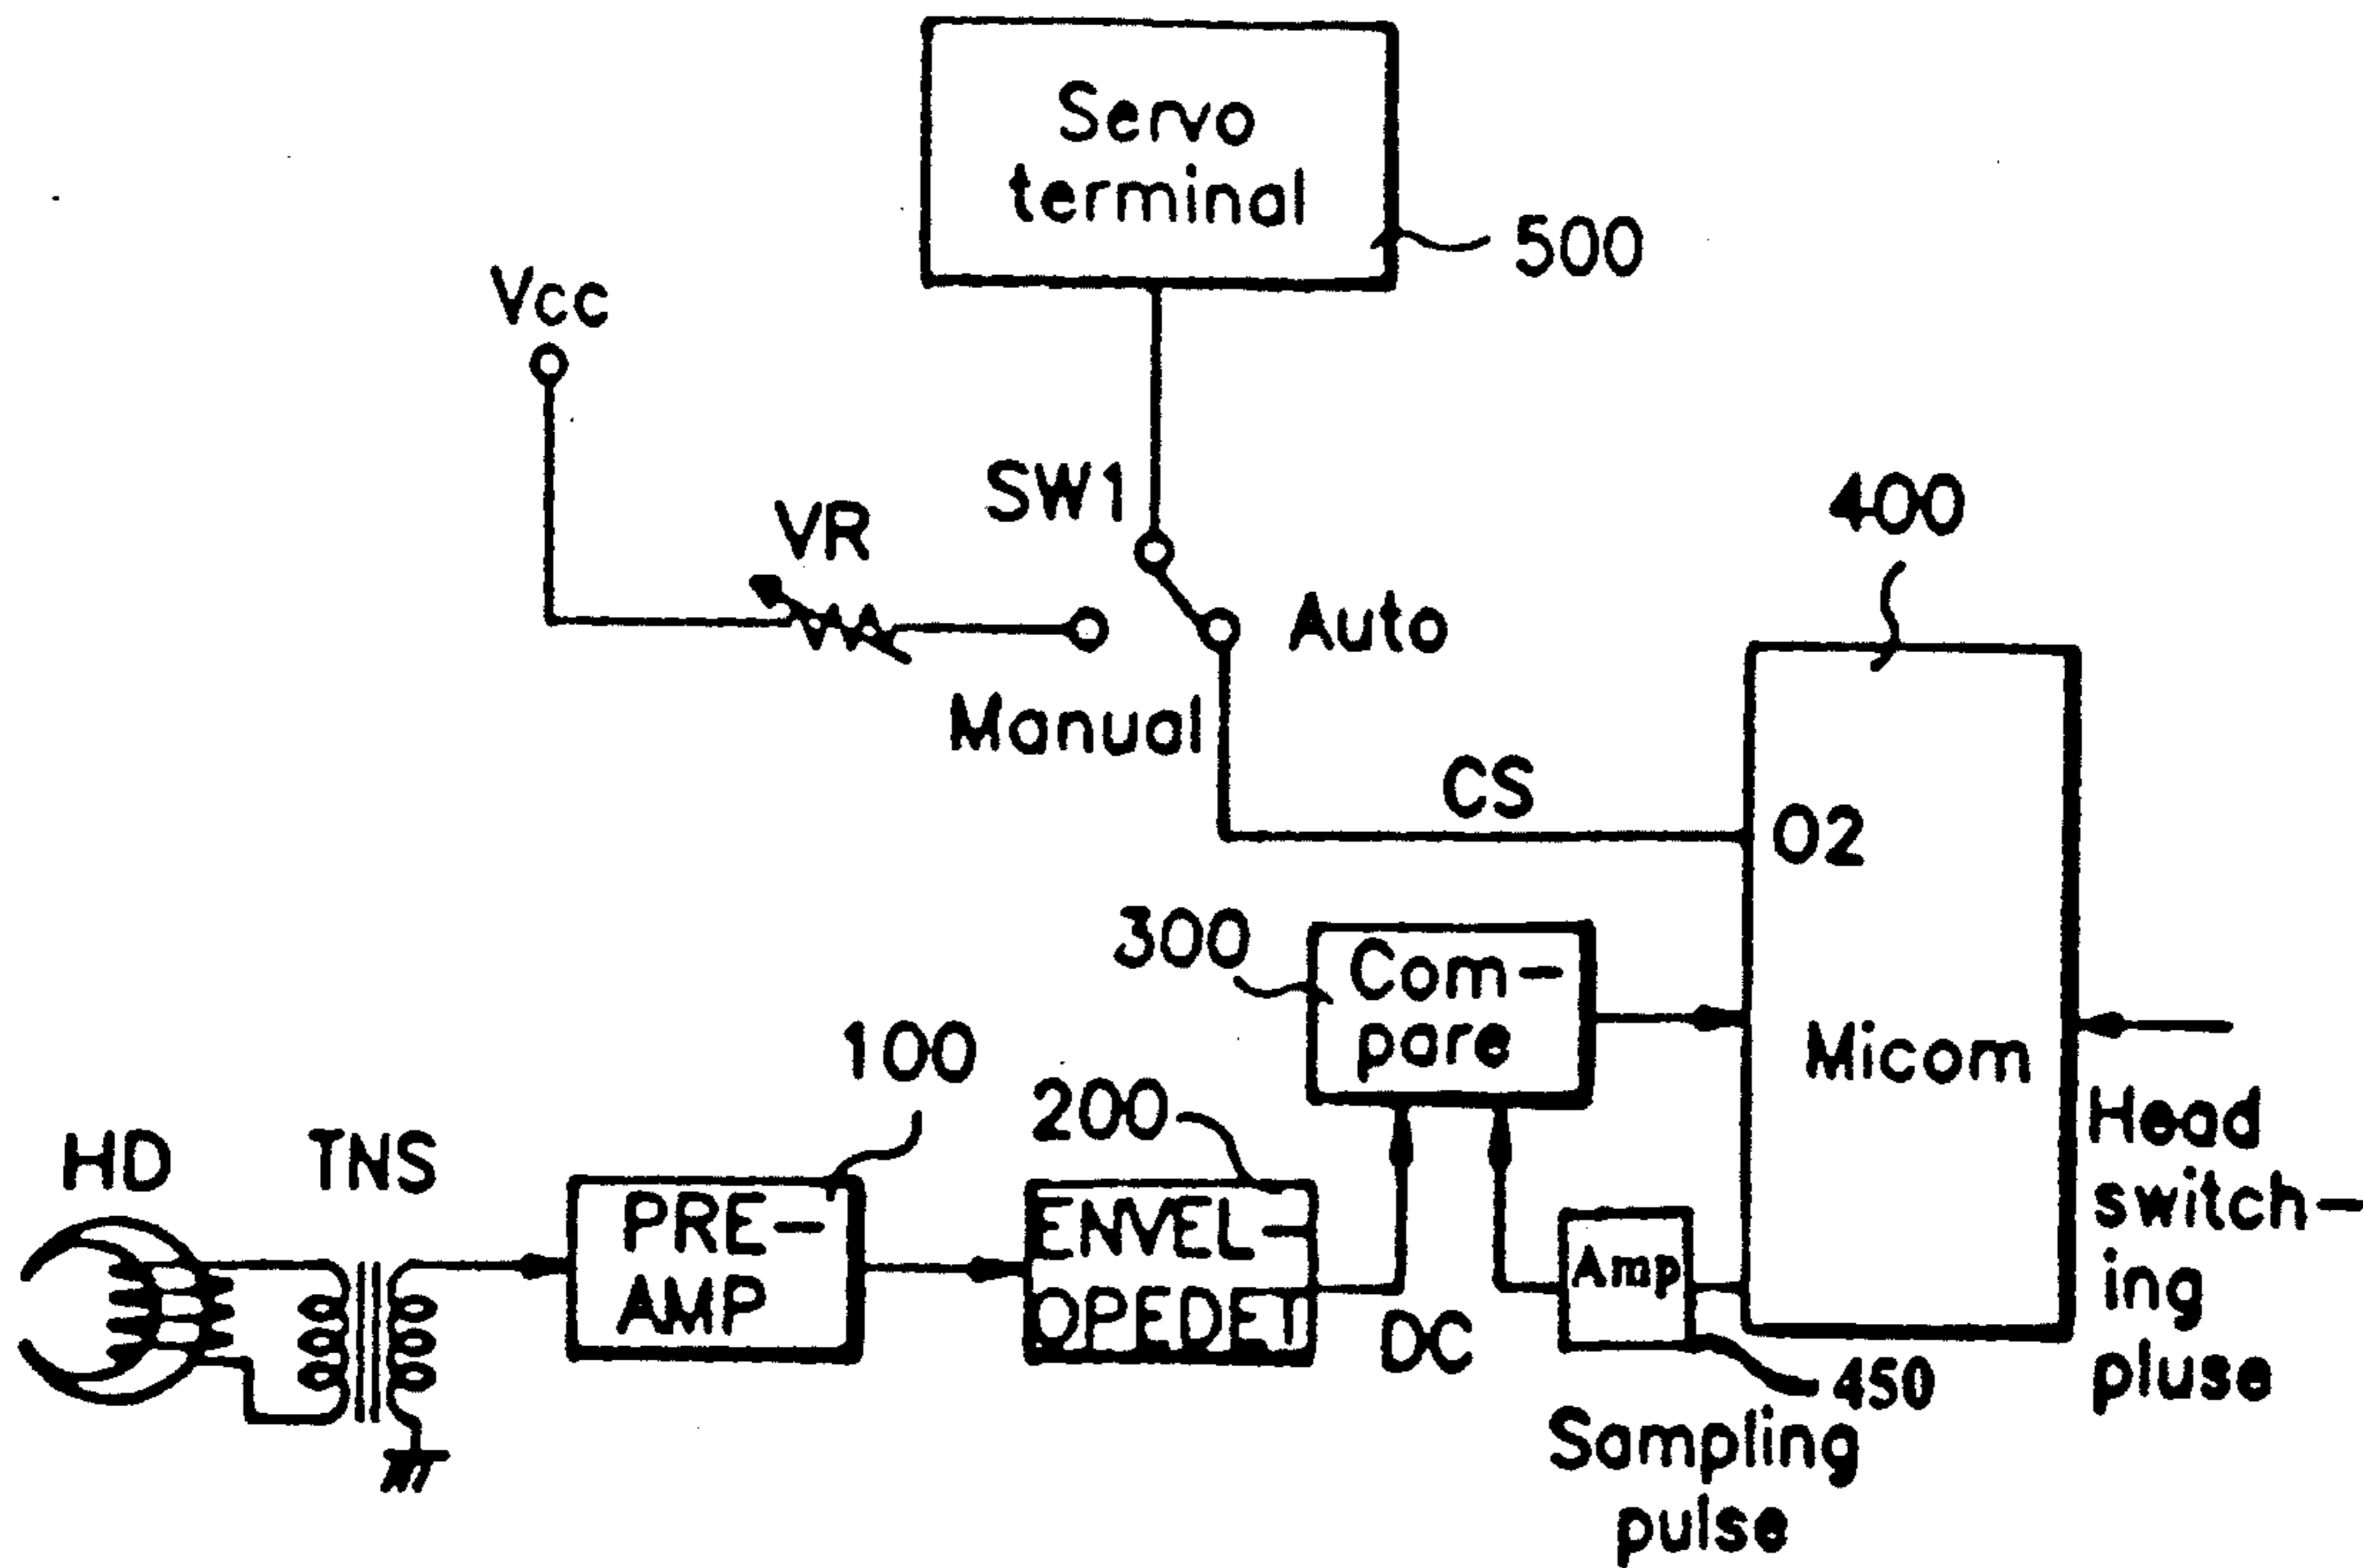 Servo
terminal
500
Vcc
SW1
VR
400
Auto
Manual
CS
O2
300
Com-
pare
Micom
100
200
Head
switch-
ing
pluse
HD
TNS
PRE-
AMP
ENVEL-
OPEDET
DC
Amp
450
Sampling
pulse